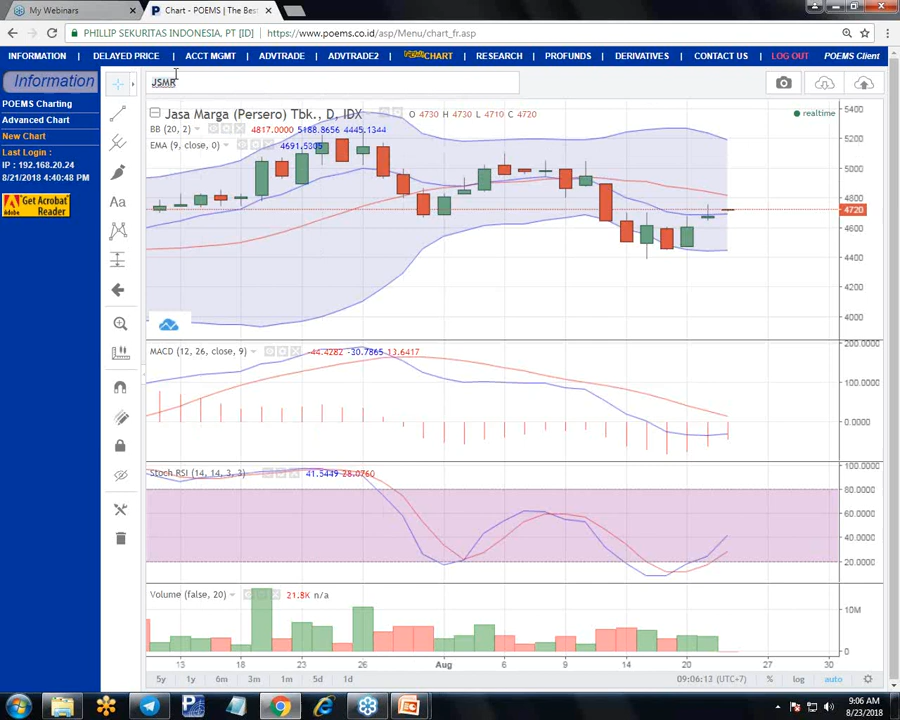 My Webinars
Chart - POEMS | The Bes
PHILLIP SEKURITAS INDONESIA. PT [ID]
https://www.poems.co.id/asp/Menu/chart_fr.asp
INFORMATION DELAYED PRICE ACCT MGMT ADVTRADE ADVTRADE2 CHART RESEARCH PROFUNDS DERIVATIVES CONTACT US LOG OUT POEMS Client
Information
POEMS Charting
Advanced Chart
New Chart
Last Login :
IP : 192.168.20.24
8/21/2018 4:40:48 PM
Get Acrobat
Reader
JSMR
Aa
Jasa Marga (Persero) Tbk., D, IDX O 4730 H 4730 L 4710 C 4720
realtime
BB (20, 2) 4817.0000 5188.8656 4445.1344
EMA (9, close, 0) 4691.5305
5400
5200
5000
4800
4720
4600
4400
4200
4000
MACD (12, 26, close, 9) -44.4282 -30.7865 13.6417
200.0000
100.0000
0.0000
Stoch RSI (14, 14, 3, 3) 41.5449 28.0760
100.0000
80.0000
60.0000
40.0000
20.0000
Volume (false, 20) 21.8K n/a
10M
0
13 18 23 26 Aug 6 9 14 20 27 30
5y 1y 6m 3m 1m 5d 1d
09:06:13 (UTC+7) % log auto
9:06 AM
8/23/2018